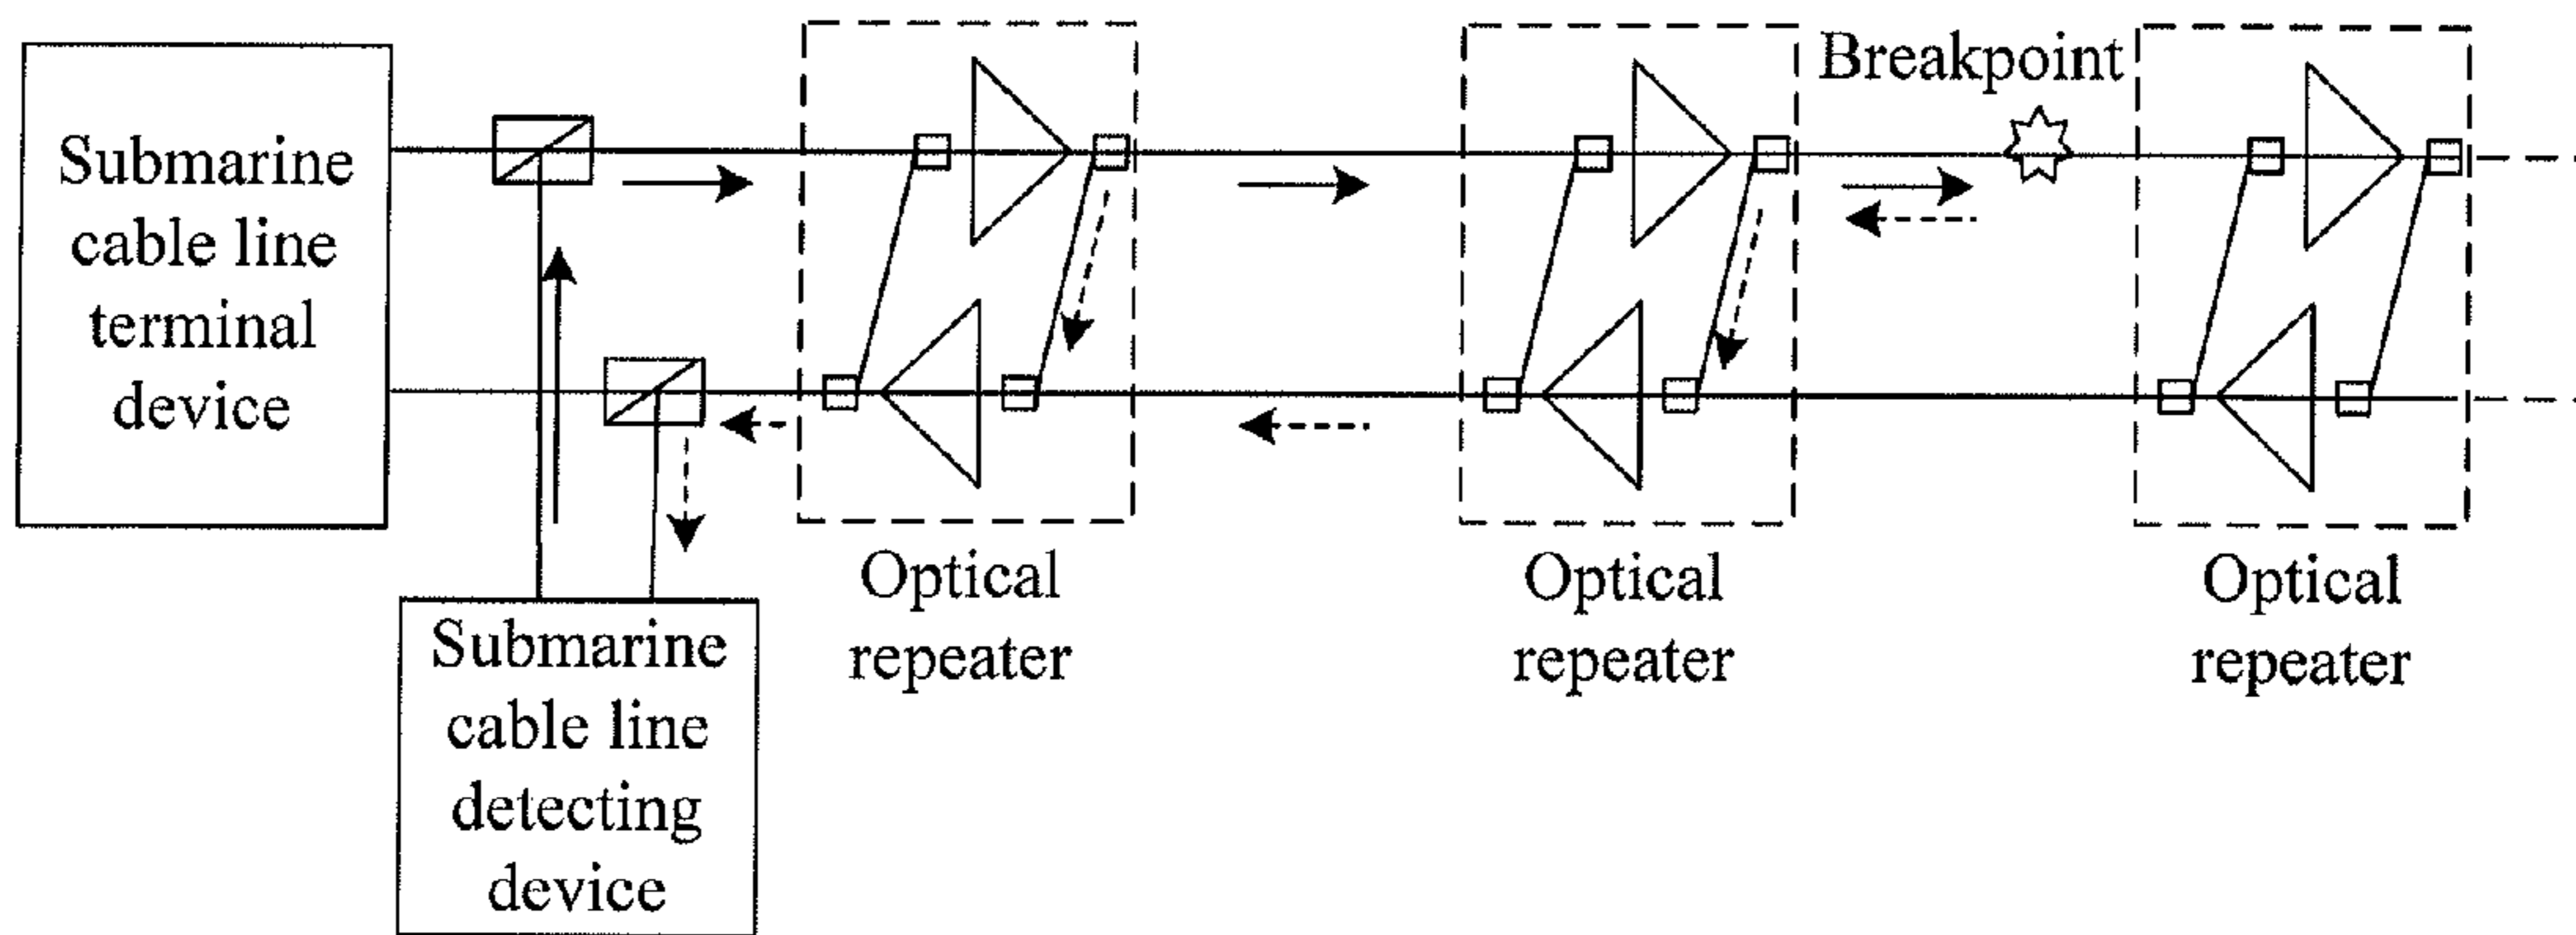 Submarine
cable line
terminal
device
Breakpoint
Optical
repeater
Optical
repeater
Optical
repeater
Submarine
cable line
detecting
device